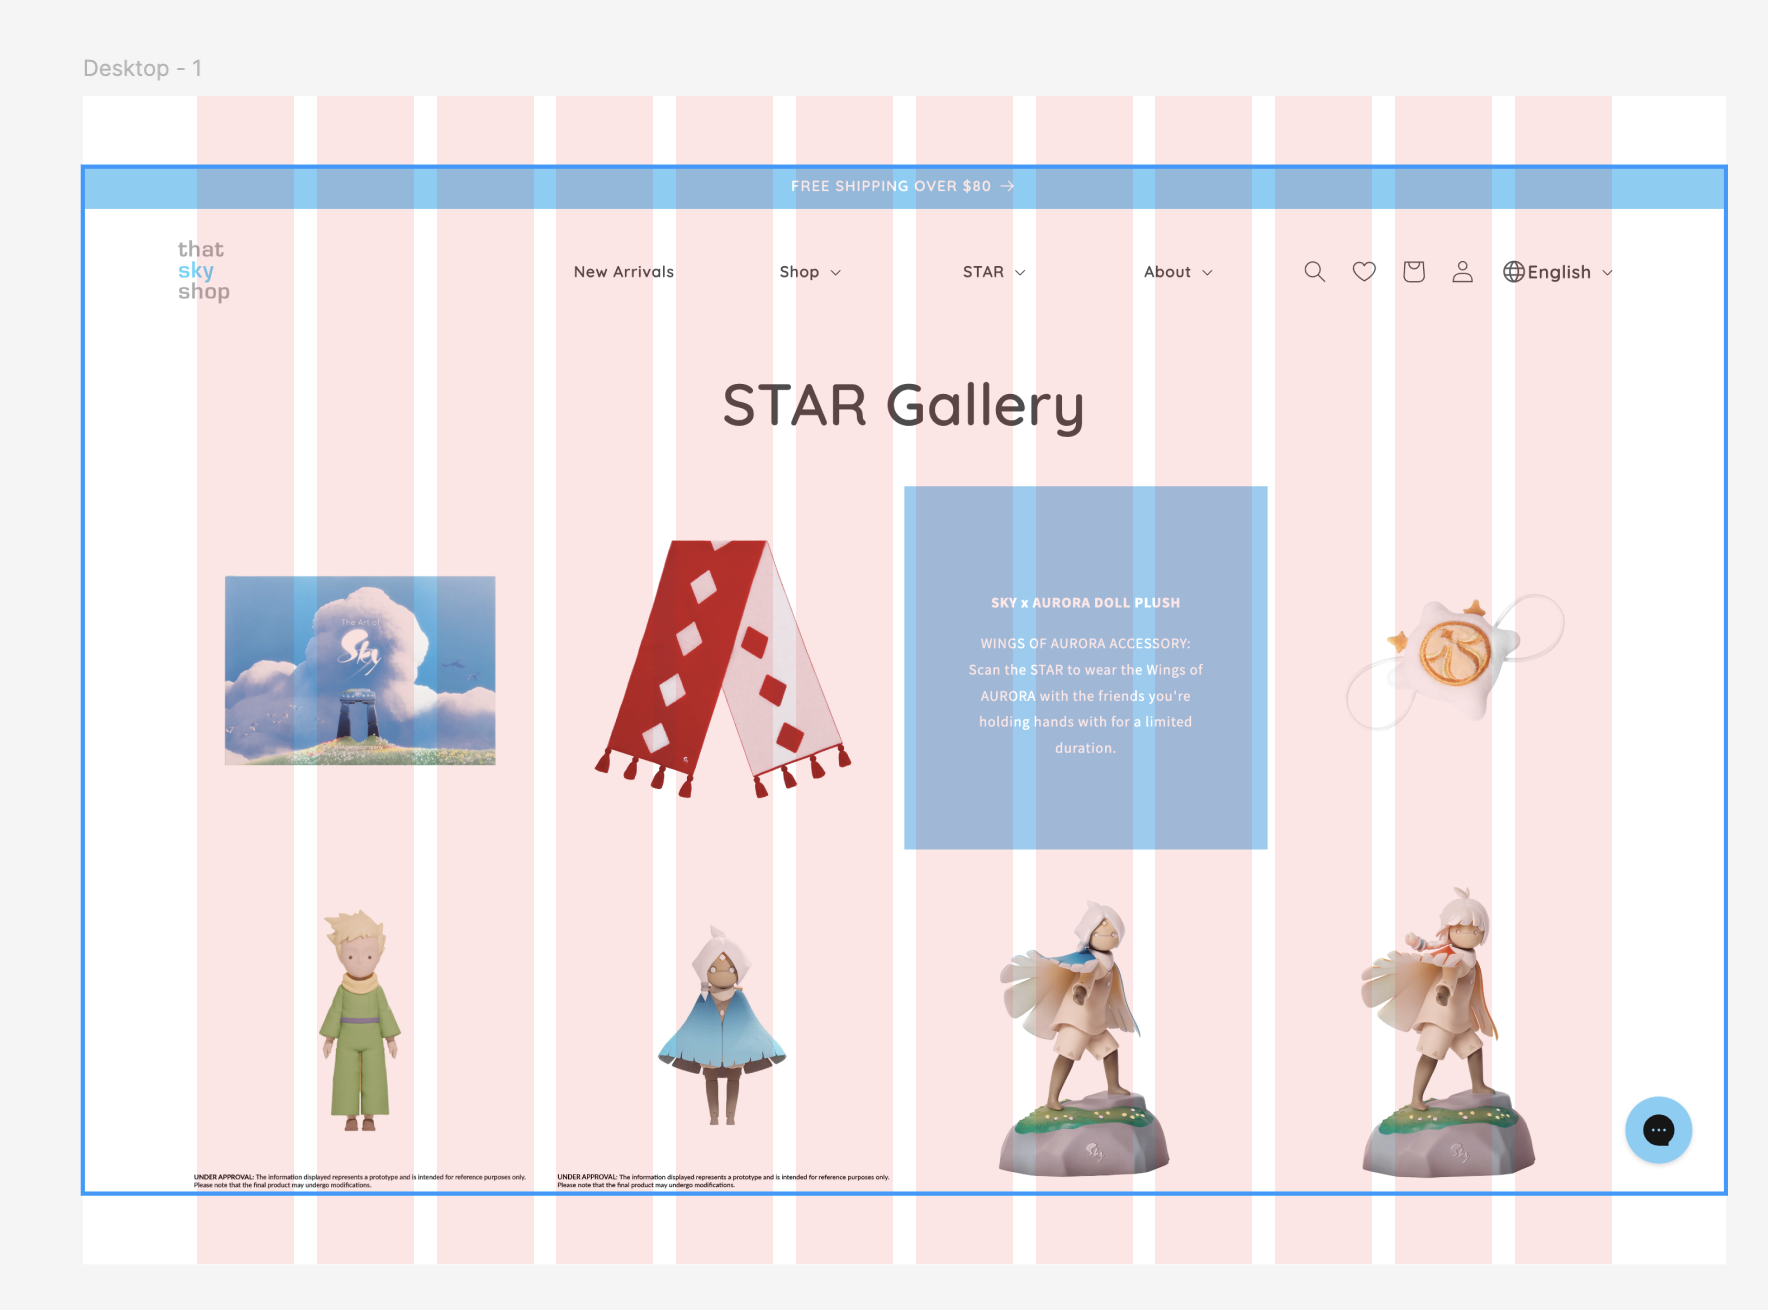 Desktop - 1
FREE SHIPPING OVER $80 →
that
sky
shop
New Arrivals
Shop
STAR
About
English
STAR Gallery
The Art of
Sky
SKY x AURORA DOLL PLUSH
WINGS OF AURORA ACCESSORY:
Scan the STAR to wear the Wings of
AURORA with the friends you're
holding hands with for a limited
duration.
Sky
Sky
UNDER APPROVAL: The information displayed represents a prototype and is intended for reference purposes only.
Please note that the final product may undergo modifications.
UNDER APPROVAL: The information displayed represents a prototype and is intended for reference purposes only.
Please note that the final product may undergo modifications.